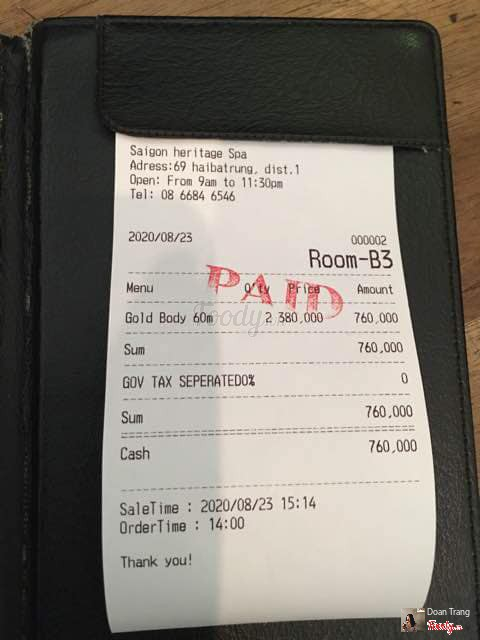 Saigon heritage Spa
Adress:69 haibatrung, dist.1
Open: From 9am to 11:30pm
Tel: 08 6684 6546
2020/08/23 000002
Room-B3
PAID
Menu Q'ty Price Amount
Foody
Gold Body 60m 2 380,000 760,000
Sum 760,000
GOV TAX SEPERATED0% 0
Sum 760,000
Cash 760,000
SaleTime : 2020/08/23 15:14
OrderTime : 14:00
Thank you!
Doan Trang
Foody